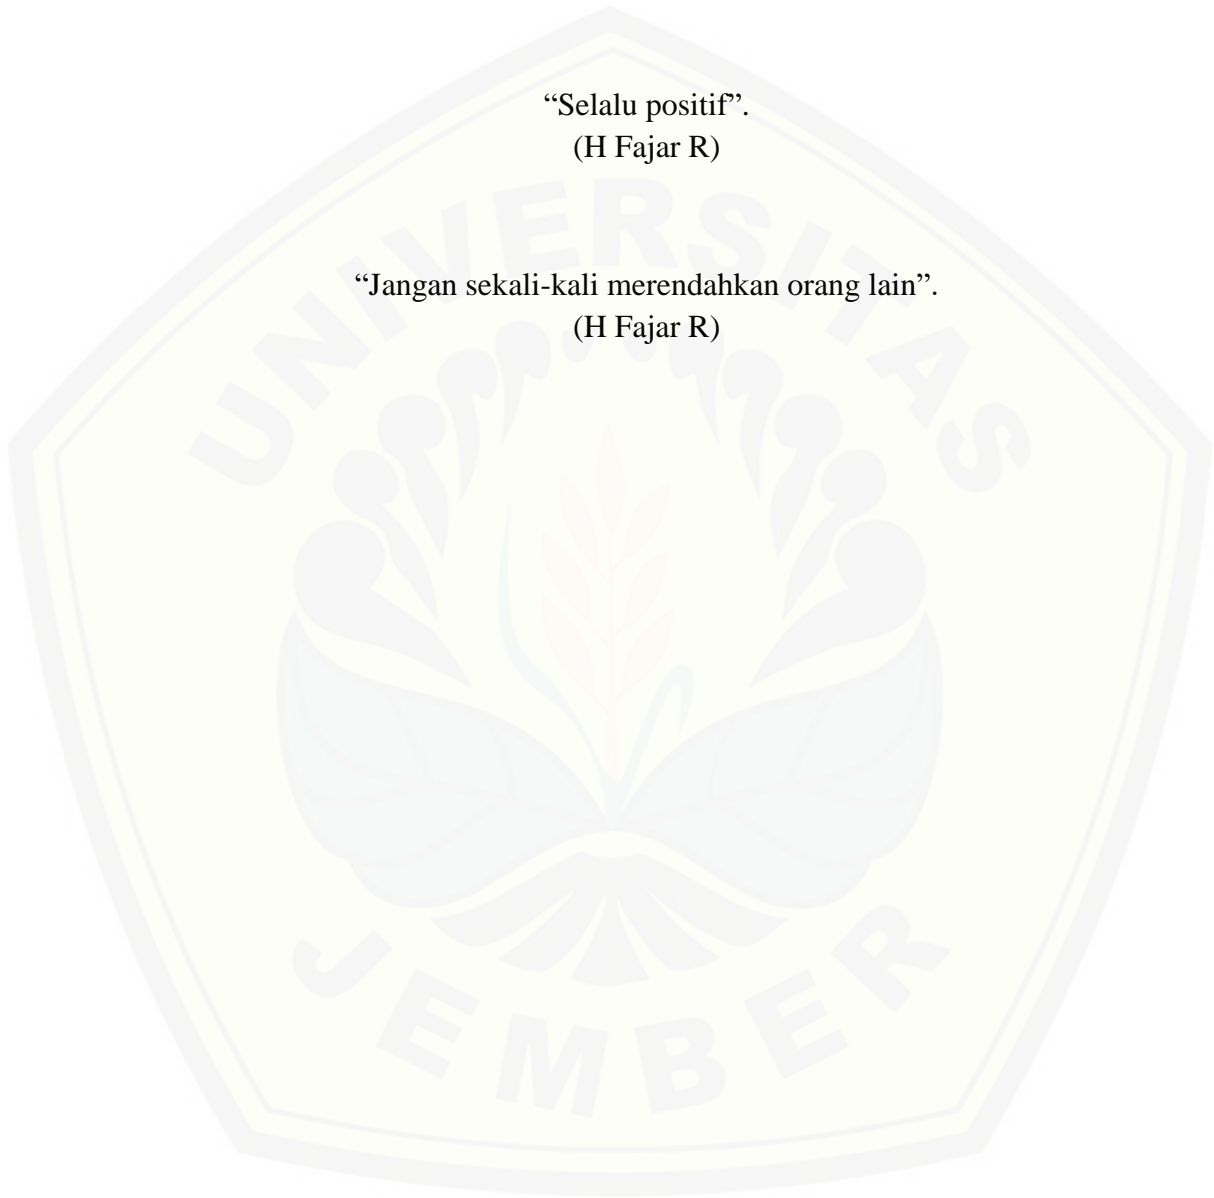 “Selalu positif”.
(H Fajar R)
“Jangan sekali-kali merendahkan orang lain”.
(H Fajar R)
UNIVERSITAS
JEMBER